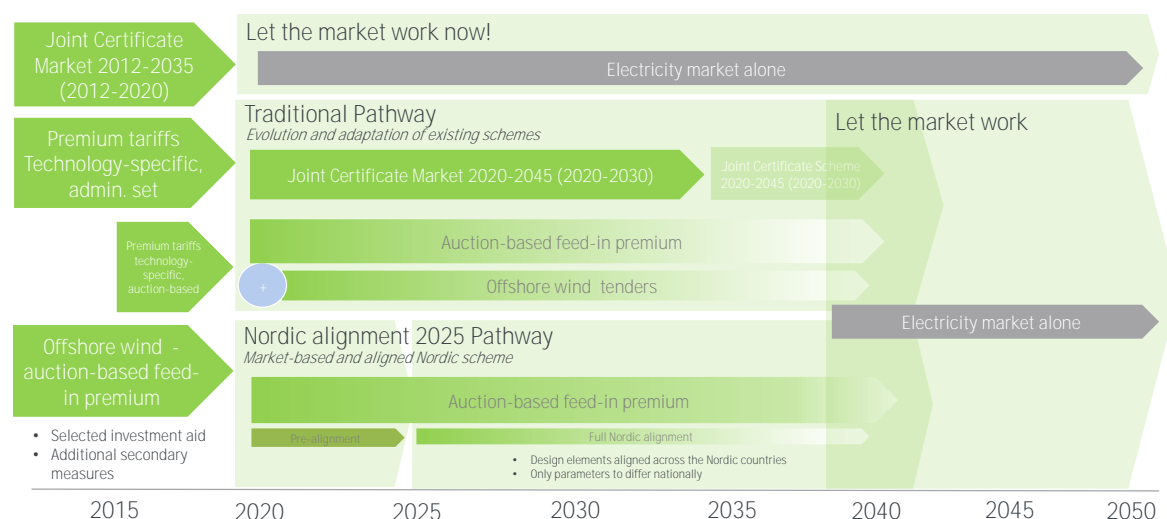 Joint Certificate
Market 2012-2035
(2012-2020)
Let the market work now!
Electricity market alone
Premium tariffs
Technology-specific,
admin. set
Traditional Pathway
Evolution and adaptation of existing schemes
Joint Certificate Market 2020-2045 (2020-2030)
Joint Certificate Scheme
2020-2045 (2020-2030)
Let the market work
Premium tariffs
technology-
specific,
auction-based
Auction-based feed-in premium
+
Offshore wind tenders
Electricity market alone
Offshore wind -
auction-based feed-
in premium
Nordic alignment 2025 Pathway
Market-based and aligned Nordic scheme
Auction-based feed-in premium
Pre-alignment
Full Nordic alignment
• Selected investment aid
• Additional secondary
measures
• Design elements aligned across the Nordic countries
• Only parameters to differ nationally
2015
2020
2025
2030
2035
2040
2045
2050